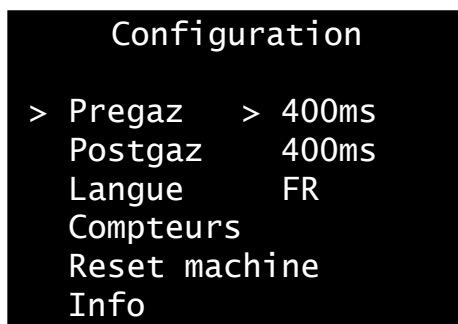 Configuration
> Pregaz > 400ms
Postgaz 400ms
Langue FR
Compteurs
Reset machine
Info